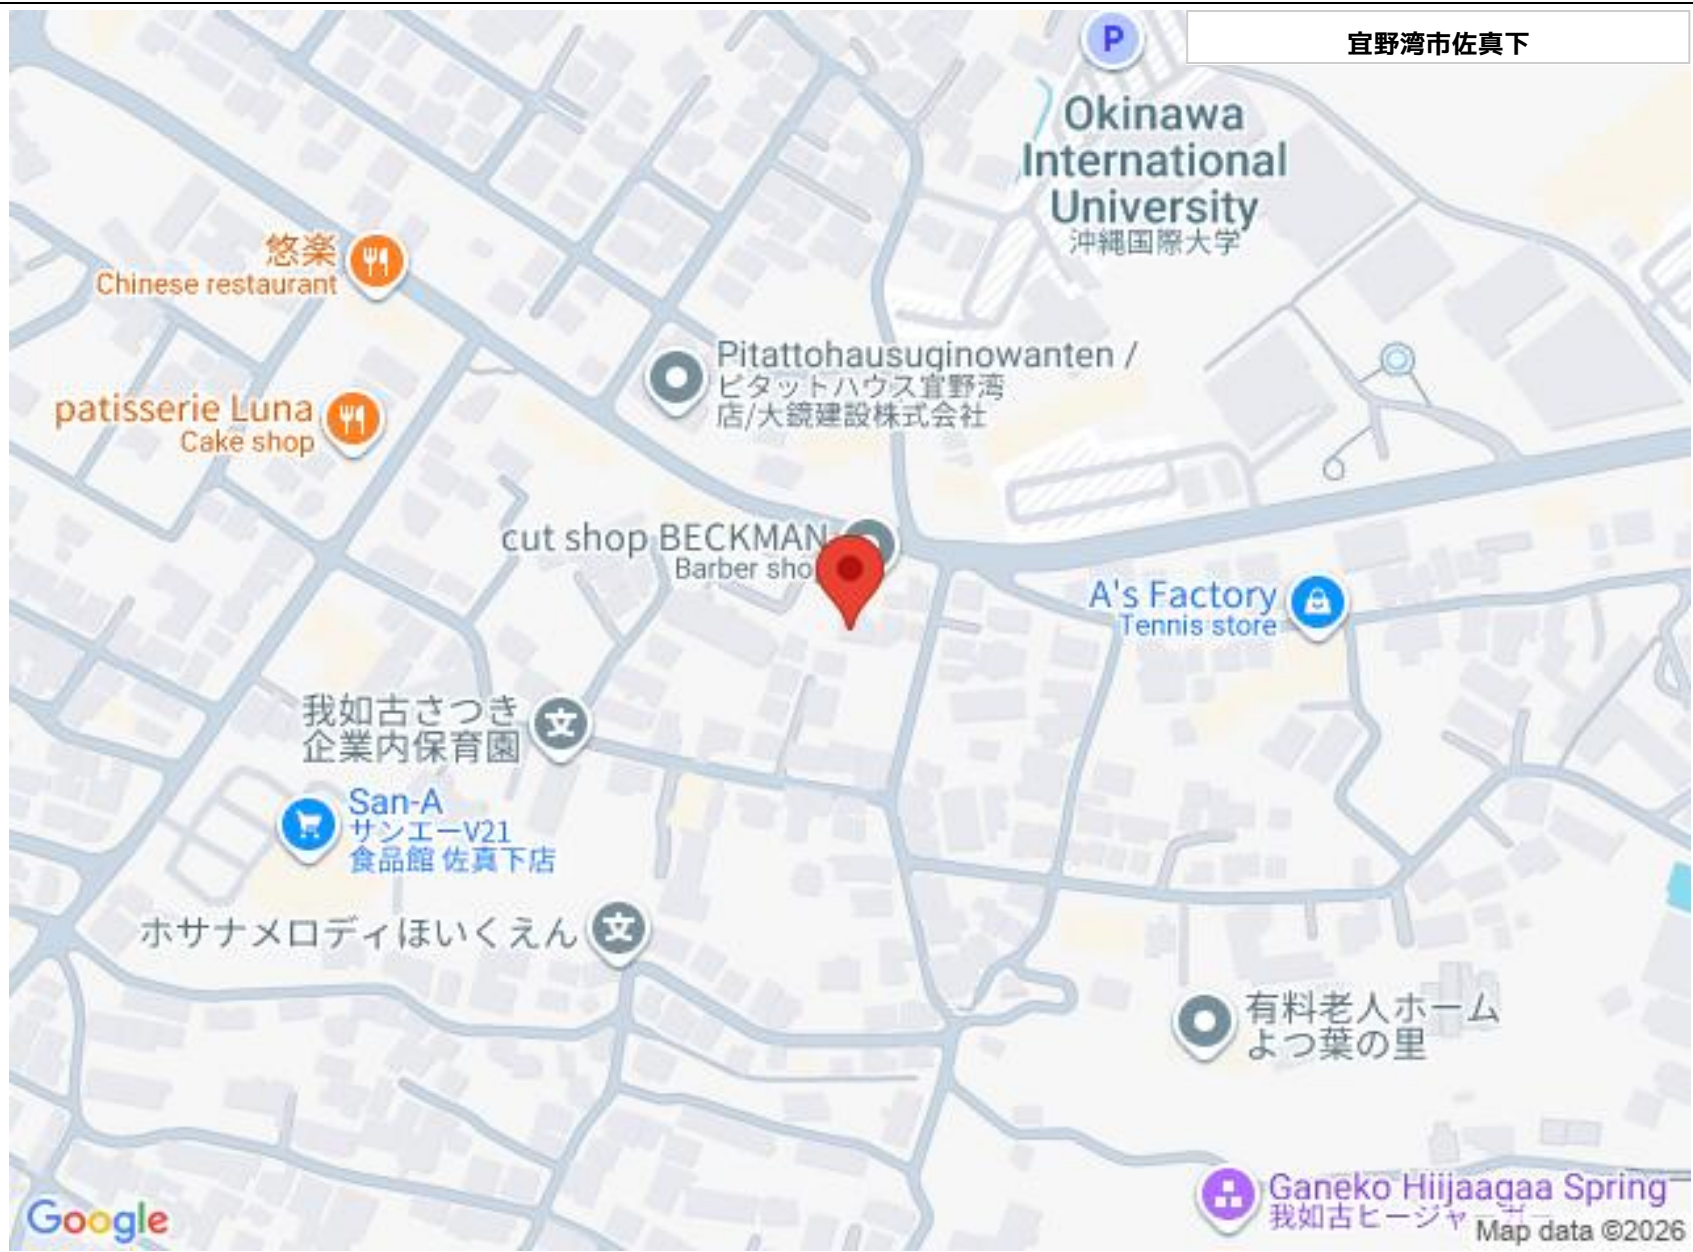 宜野湾市佐真下
P
Okinawa
International
University
沖縄国際大学
悠楽
Chinese restaurant
Pitattohausuginowanten /
ピタットハウス宜野湾
店/大鏡建設株式会社
patisserie Luna
Cake shop
cut shop BECKMAN
Barber sho
A's Factory
Tennis store
我如古さつき
企業内保育園
San-A
サンエーV21
食品館 佐真下店
ホサナメロディほいくえん
有料老人ホーム
よつ葉の里
Ganeko Hiijaagaa Spring
我如古ヒージャ
Google
Map data ©2026